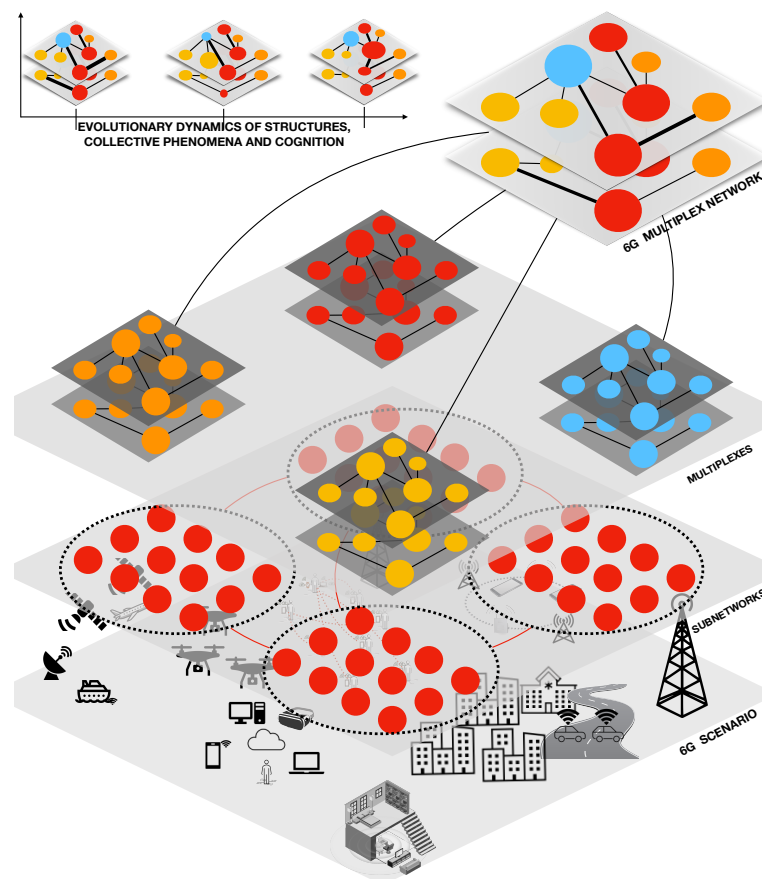 EVOLUTIONARY DYNAMICS OF STRUCTURES,
COLLECTIVE PHENOMENA AND COGNITION
6G MULTIPLEX NETWORK
MULTIPLEXES
SUBNETWORKS
6G SCENARIO